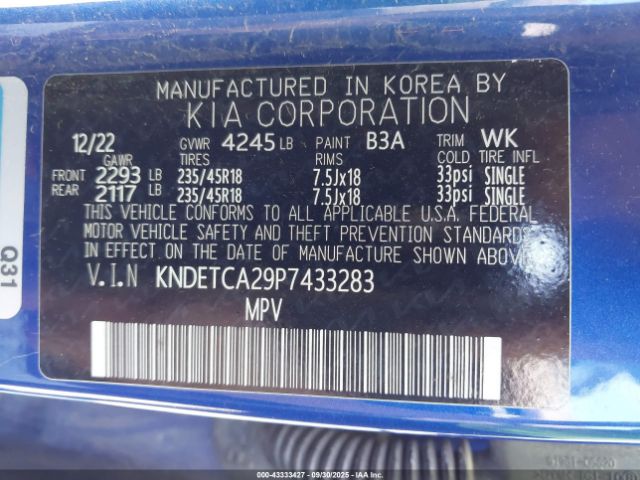 MANUFACTURED IN KOREA BY
KIA CORPORATION
12/22 GVWR 4245 LB PAINT B3A TRIM WK
GAWR TIRES RIMS COLD TIRE INFL
FRONT 2293 LB 235/45R18 7.5Jx18 33psi SINGLE
REAR 2117 LB 235/45R18 7.5Jx18 33psi SINGLE
THIS VEHICLE CONFORMS TO ALL APPLICABLE U.S.A. FEDERAL
MOTOR VEHICLE SAFETY AND THEFT PREVENTION STANDARDS
IN EFFECT ON THE DATE OF MANUFACTURE SHOWN ABOVE
V.I.N KNDETCA29P7433283
MPV
Q31
000-43333427 - 09/30/2025 - IAAI.COM